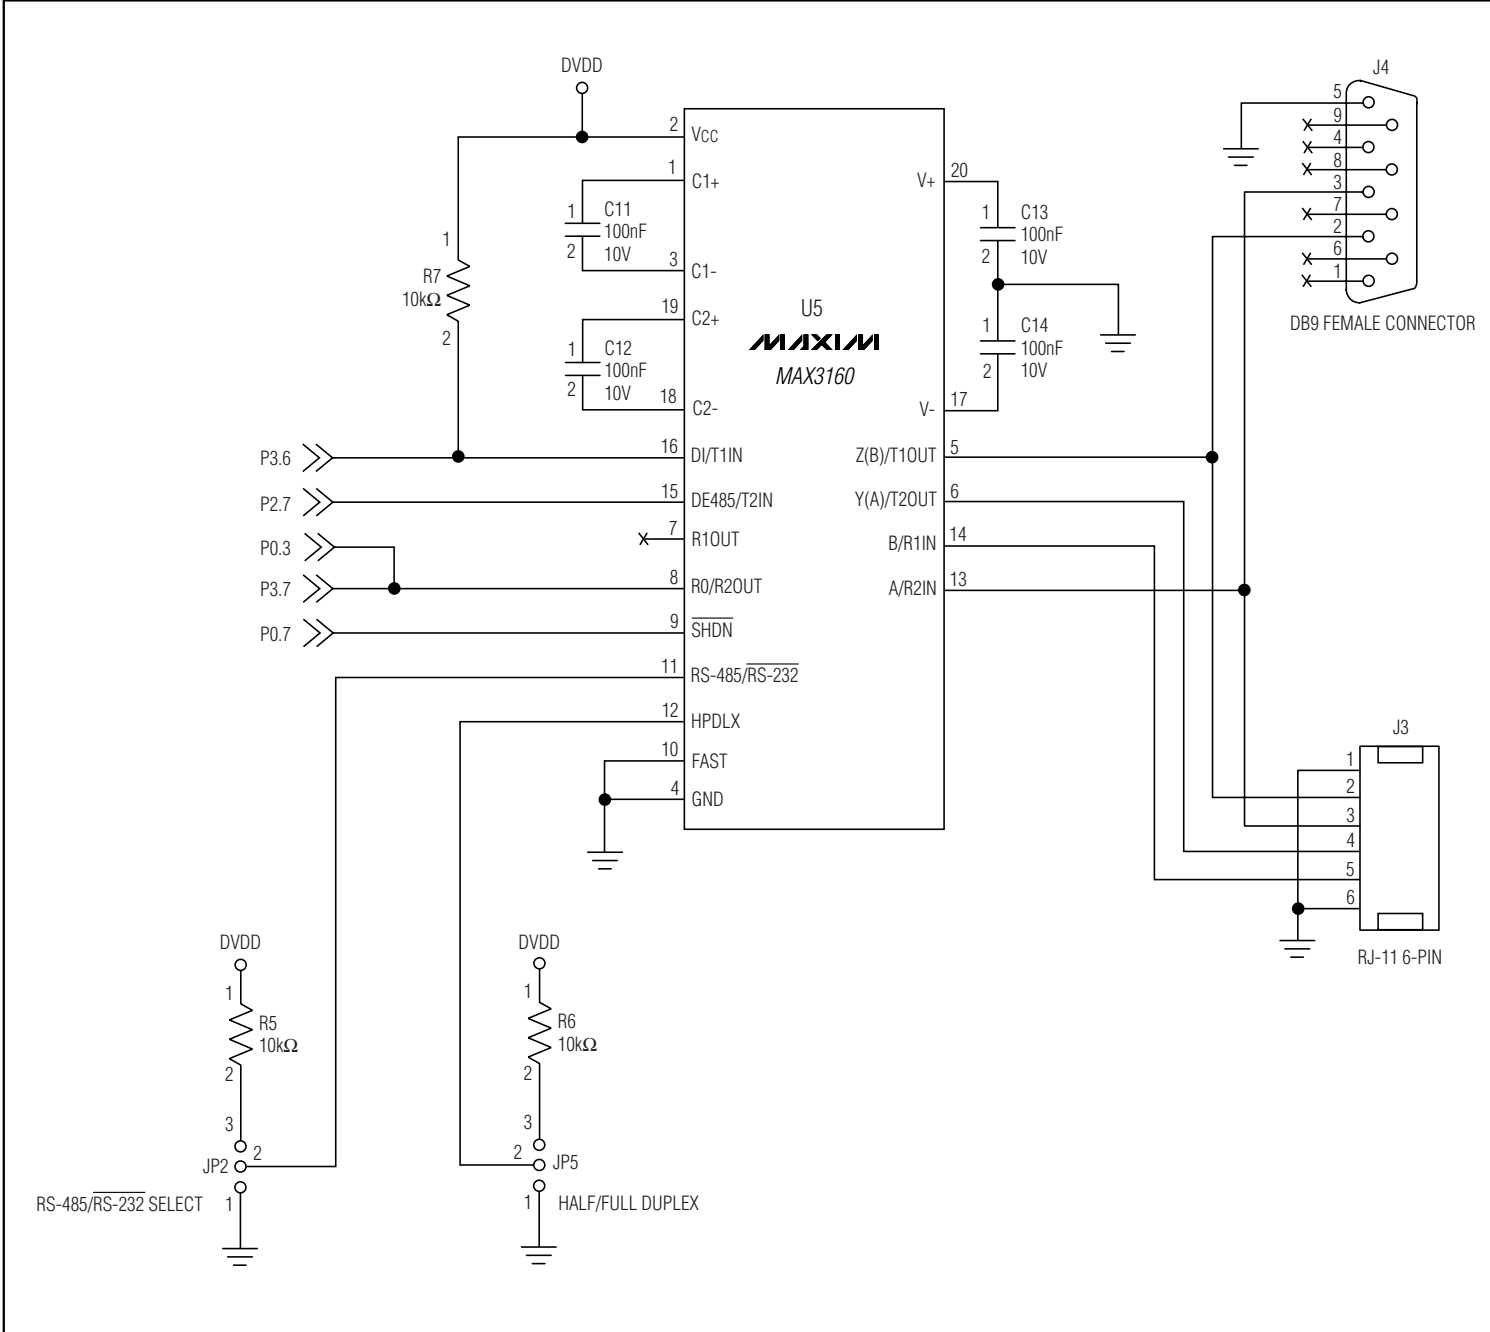 DVDD
J4
2 VCC
1 C1+
1 C11
100nF
2 10V
3 C1-
1
R7
10kΩ
2
19 C2+
1 C12
100nF
2 10V
18 C2-
U5
MAXIM
MAX3160
V+ 20
1 C13
100nF
2 10V
1 C14
100nF
2 10V
V- 17
5
9
4
8
3
7
2
6
1
DB9 FEMALE CONNECTOR
P3.6 16 DI/T1IN
Z(B)/T1OUT 5
P2.7 15 DE485/T2IN
Y(A)/T2OUT 6
7 R1OUT
B/R1IN 14
P0.3
P3.7 8 R0/R2OUT
A/R2IN 13
P0.7 9 SHDN
11 RS-485/RS-232
12 HPDLX
10 FAST
4 GND
J3
1
2
3
4
5
6
RJ-11 6-PIN
DVDD
1
R5
10kΩ
2
3
JP2 2
1
RS-485/RS-232 SELECT
DVDD
1
R6
10kΩ
2
3
2 JP5
1
HALF/FULL DUPLEX